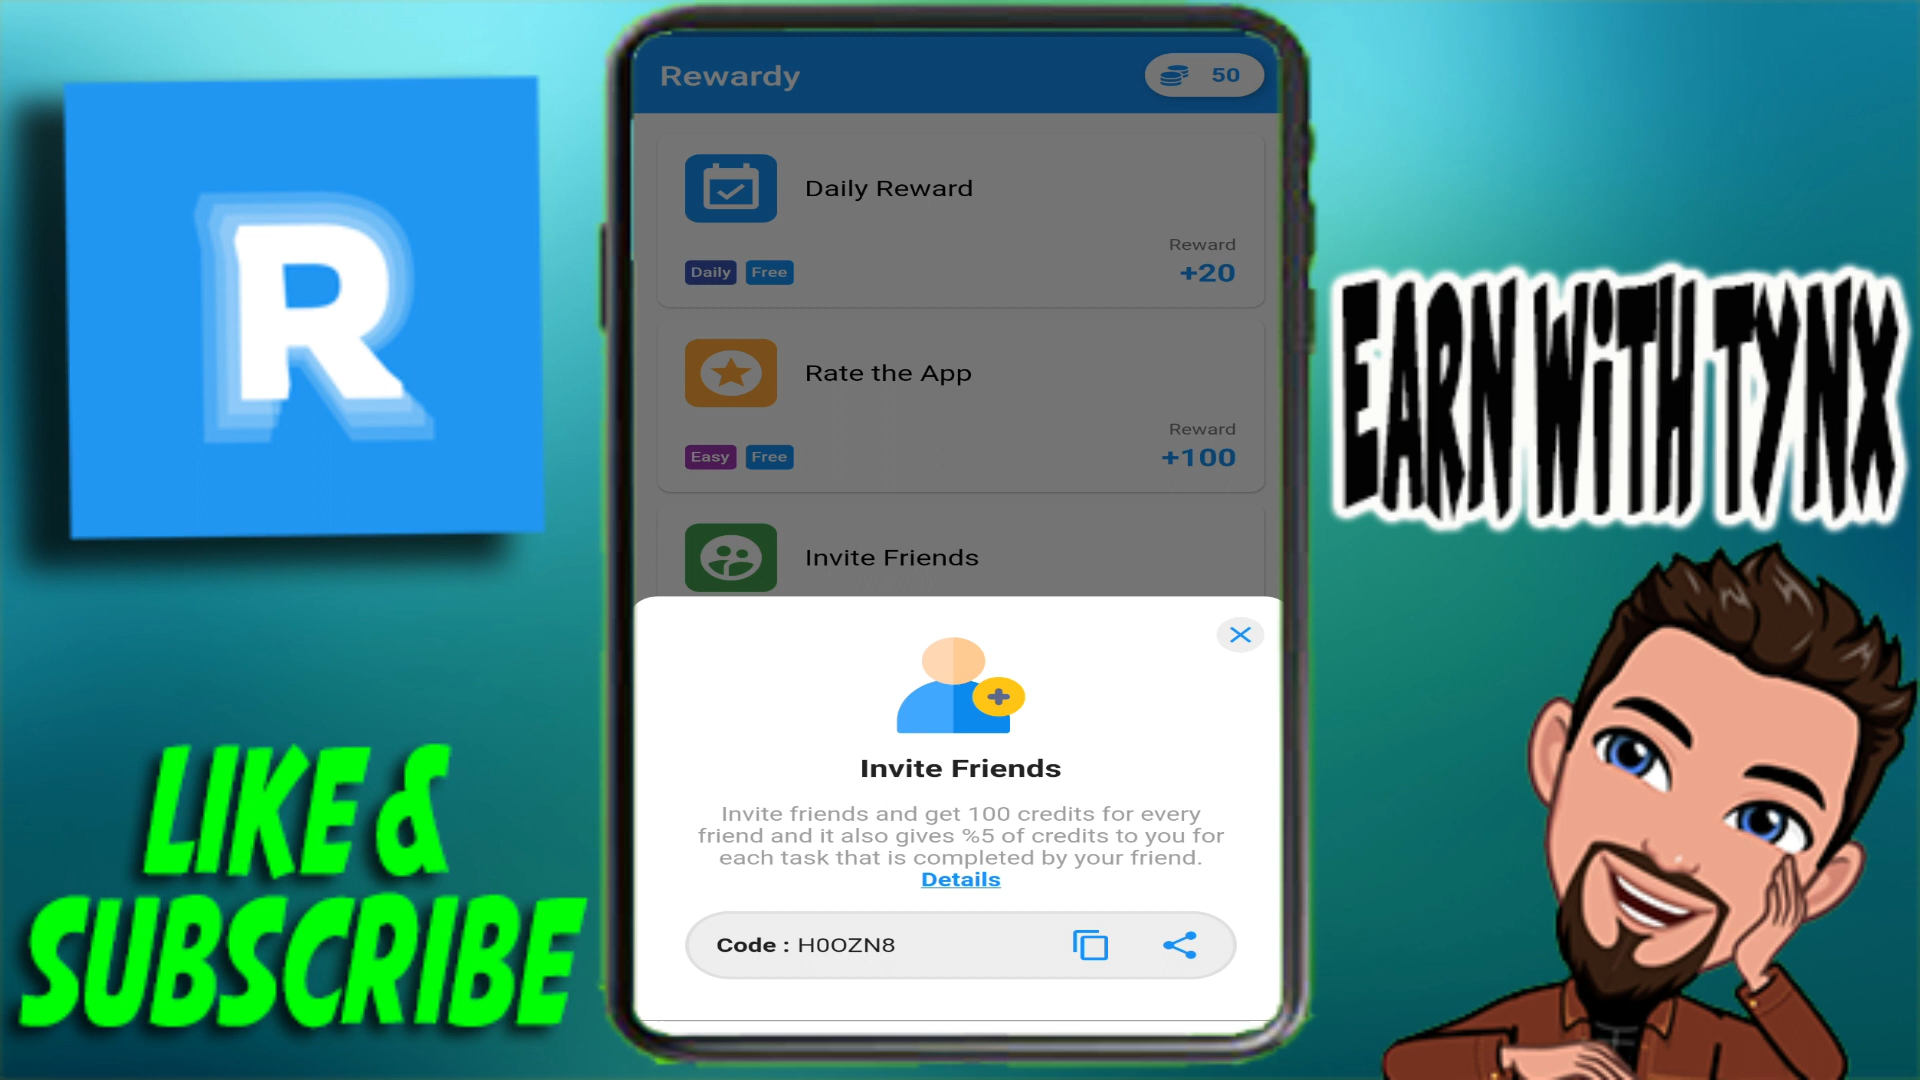 R
Rewardy
50
Daily Reward
Reward
Daily
Free
+20
Rate the App
Reward
Easy
Free
+100
Invite Friends
Invite Friends
Invite friends and get 100 credits for every
friend and it also gives %5 of credits to you for
each task that is completed by your friend.
Details
Code : H0OZN8
LIKE &
SUBSCRIBE
EARN WiTH TYNX